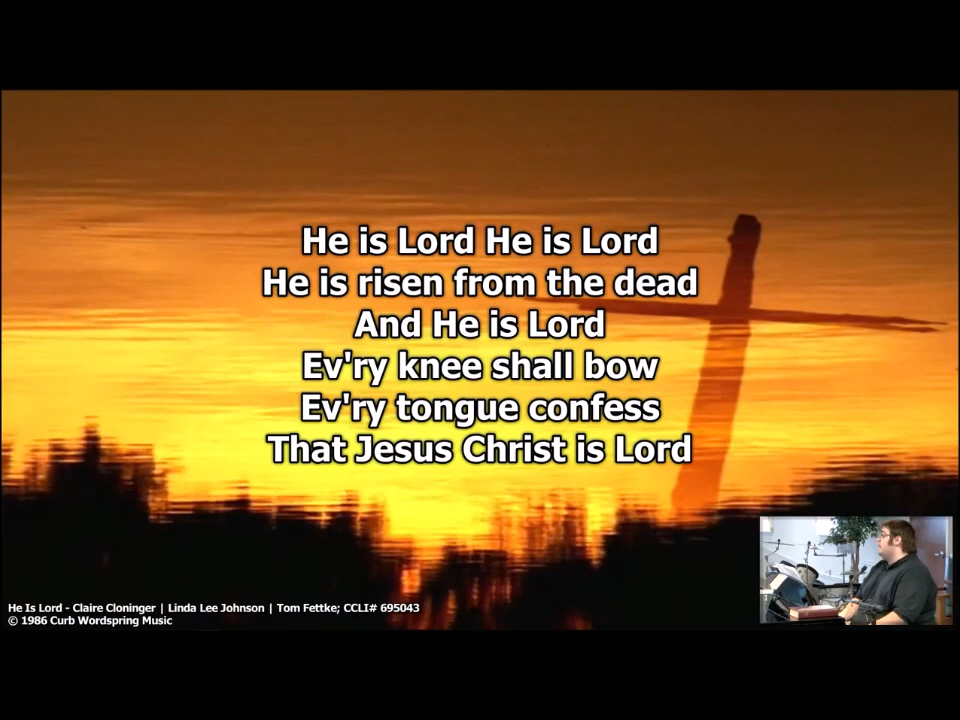 He is Lord He is Lord
He is risen from the dead
And He is Lord
Ev'ry knee shall bow
Ev'ry tongue confess
That Jesus Christ is Lord
He Is Lord - Claire Cloninger | Linda Lee Johnson | Tom Fettke; CCLI# 695043
© 1986 Curb Wordspring Music